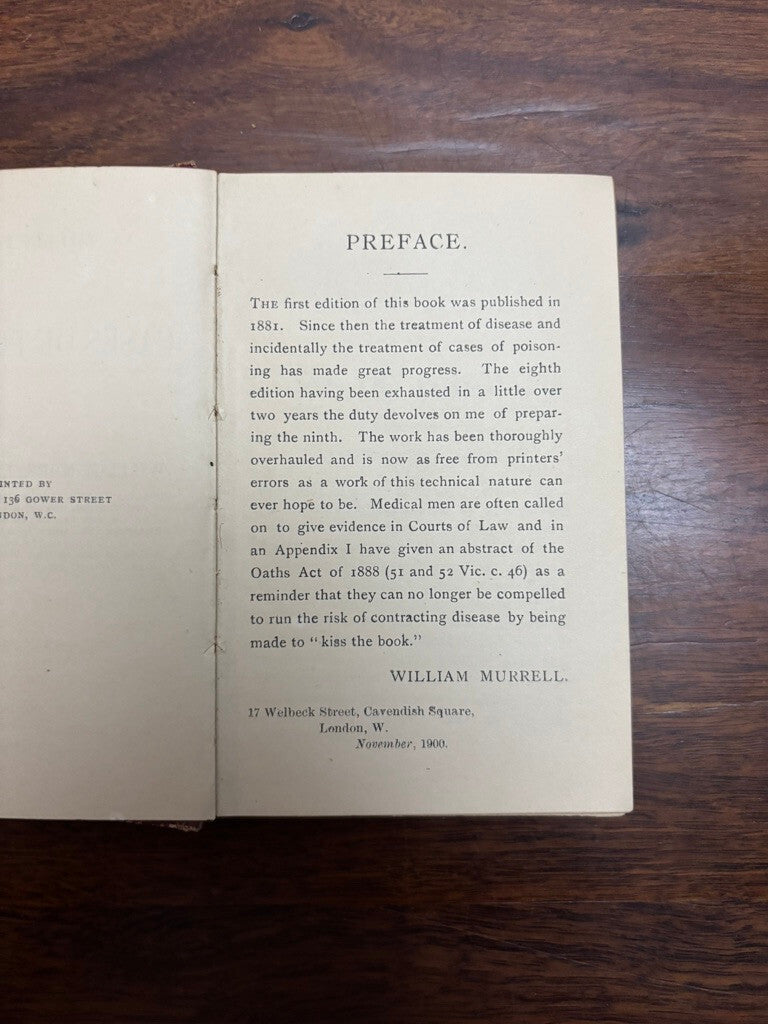 INTED BY
136 GOWER STREET
NDON, W.C.
PREFACE.
THE first edition of this book was published in
1881. Since then the treatment of disease and
incidentally the treatment of cases of poison-
ing has made great progress. The eighth
edition having been exhausted in a little over
two years the duty devolves on me of prepar-
ing the ninth. The work has been thoroughly
overhauled and is now as free from printers'
errors as a work of this technical nature can
ever hope to be. Medical men are often called
on to give evidence in Courts of Law and in
an Appendix I have given an abstract of the
Oaths Act of 1888 (51 and 52 Vic. c. 46) as a
reminder that they can no longer be compelled
to run the risk of contracting disease by being
made to "kiss the book."
WILLIAM MURRELL.
17 Welbeck Street, Cavendish Square,
London, W.
November, 1900.